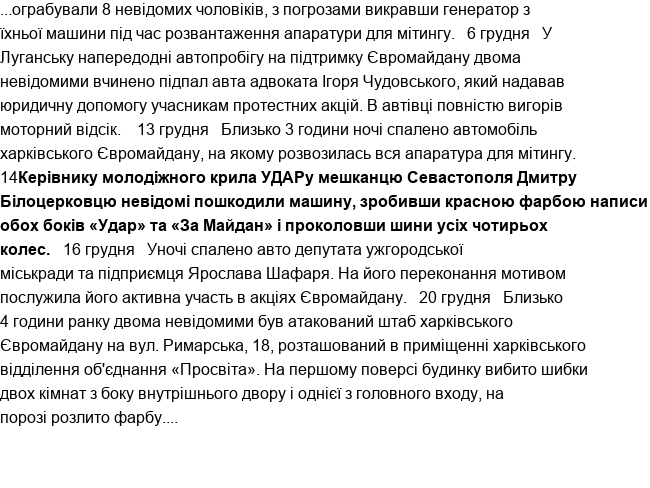 ...ограбували 8 невідомих чоловіків, з погрозами викравши генератор з
їхньої машини під час розвантаження апаратури для мітингу. 6 грудня У
Луганську напередодні автопробігу на підтримку Євромайдану двома
невідомими вчинено підпал авта адвоката Ігоря Чудовського, який надавав
юридичну допомогу учасникам протестних акцій. В автівці повністю вигорів
моторний відсік. 13 грудня Близько 3 години ночі спалено автомобіль
харківського Євромайдану, на якому розвозилась вся апаратура для мітингу.
14Керівнику молодіжного крила УДАРу мешканцю Севастополя Дмитру
Білоцерковцю невідомі пошкодили машину, зробивши красною фарбою написи
обох боків «Удар» та «За Майдан» і проколовши шини усіх чотирьох
колес. 16 грудня Уночі спалено авто депутата ужгородської
міськради та підприємця Ярослава Шафаря. На його переконання мотивом
послужила його активна участь в акціях Євромайдану. 20 грудня Близько
4 години ранку двома невідомими був атакований штаб харківського
Євромайдану на вул. Римарська, 18, розташований в приміщенні харківського
відділення об'єднання «Просвіта». На першому поверсі будинку вибито шибки
двох кімнат з боку внутрішнього двору і однієї з головного входу, на
порозі розлито фарбу....